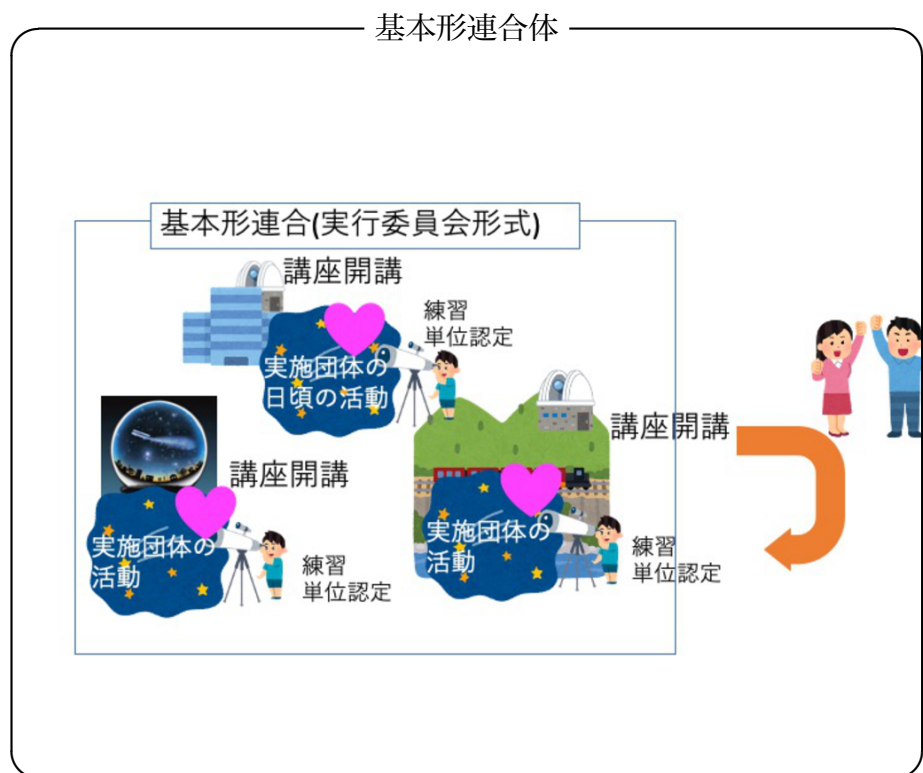 基本形連合体
基本形連合(実行委員会形式)
講座開講
練習
単位認定
実施団体の
日頃の活動
講座開講
実施団体の
活動
練習
単位認定
講座開講
実施団体の
活動
練習
単位認定